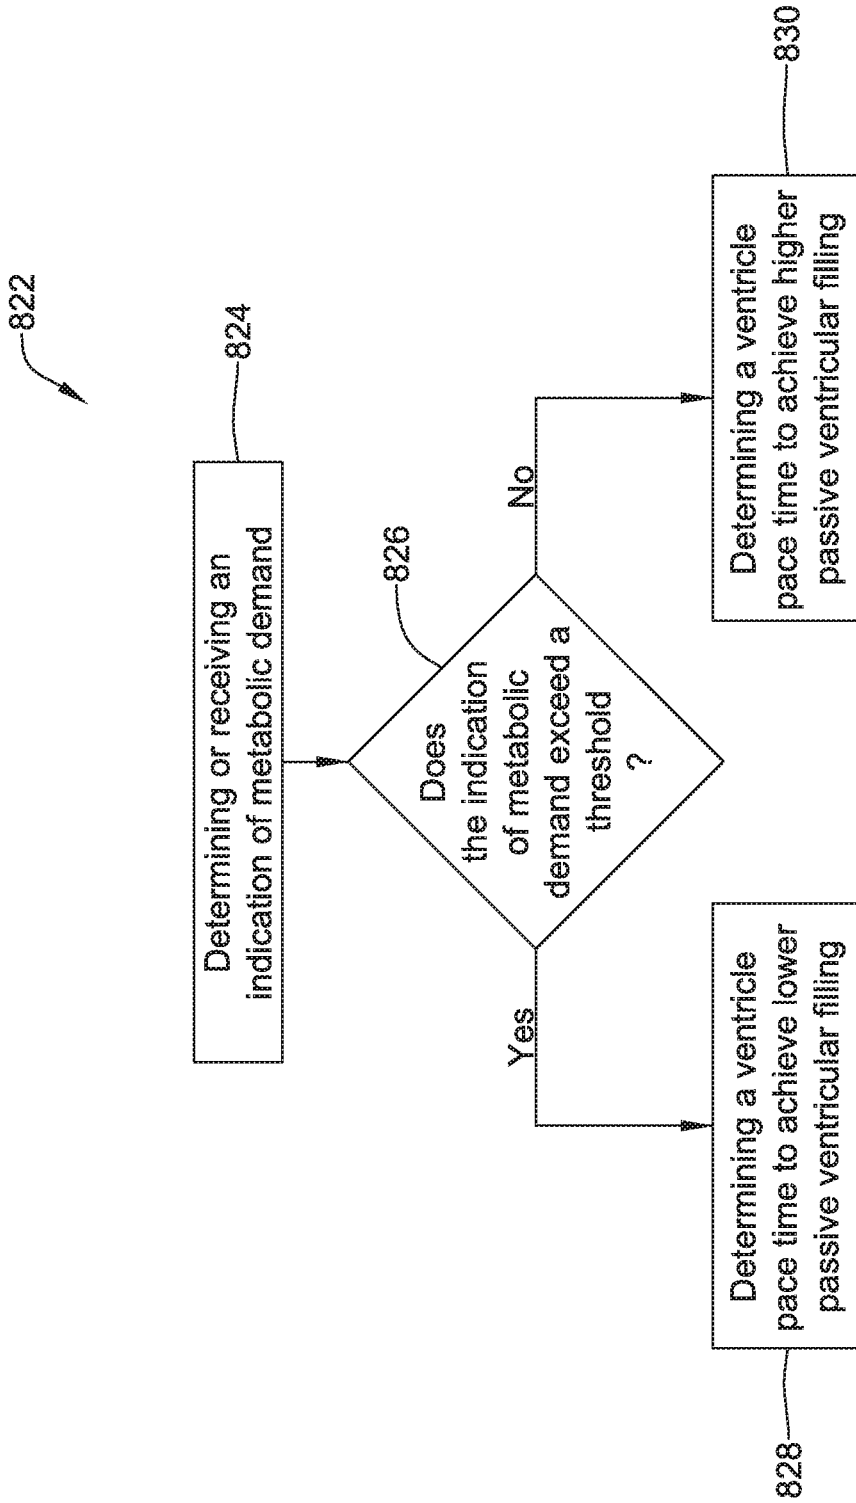 822
824
Determining or receiving an
indication of metabolic demand
826
Does
the indication
of metabolic
demand exceed a
threshold
?
Yes
No
828
Determining a ventricle
pace time to achieve lower
passive ventricular filling
830
Determining a ventricle
pace time to achieve higher
passive ventricular filling